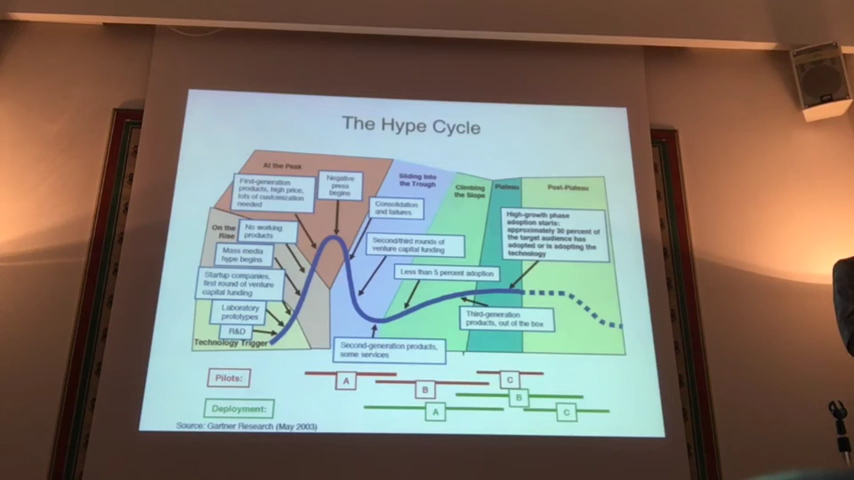 The Hype Cycle
At the Peak
First-generation
products, high price,
lots of customization
needed
Negative
press
begins
Sliding Into
the Trough
Climbing
the Slope
Plateau
Post-Plateau
Consolidation
and failures
On the
Rise
No working
products
Mass media
hype begins
Second/third rounds of
venture capital funding
High-growth phase
adoption starts:
approximately 30 percent of
the target audience has
adopted or is adopting the
technology
Startup companies,
first round of venture
capital funding
Less than 5 percent adoption
Laboratory
prototypes
R&D
Technology Trigger
Third-generation
products, out of the box
Second-generation products,
some services
Pilots:
A
B
C
Deployment:
A
B
C
Source: Gartner Research (May 2003)